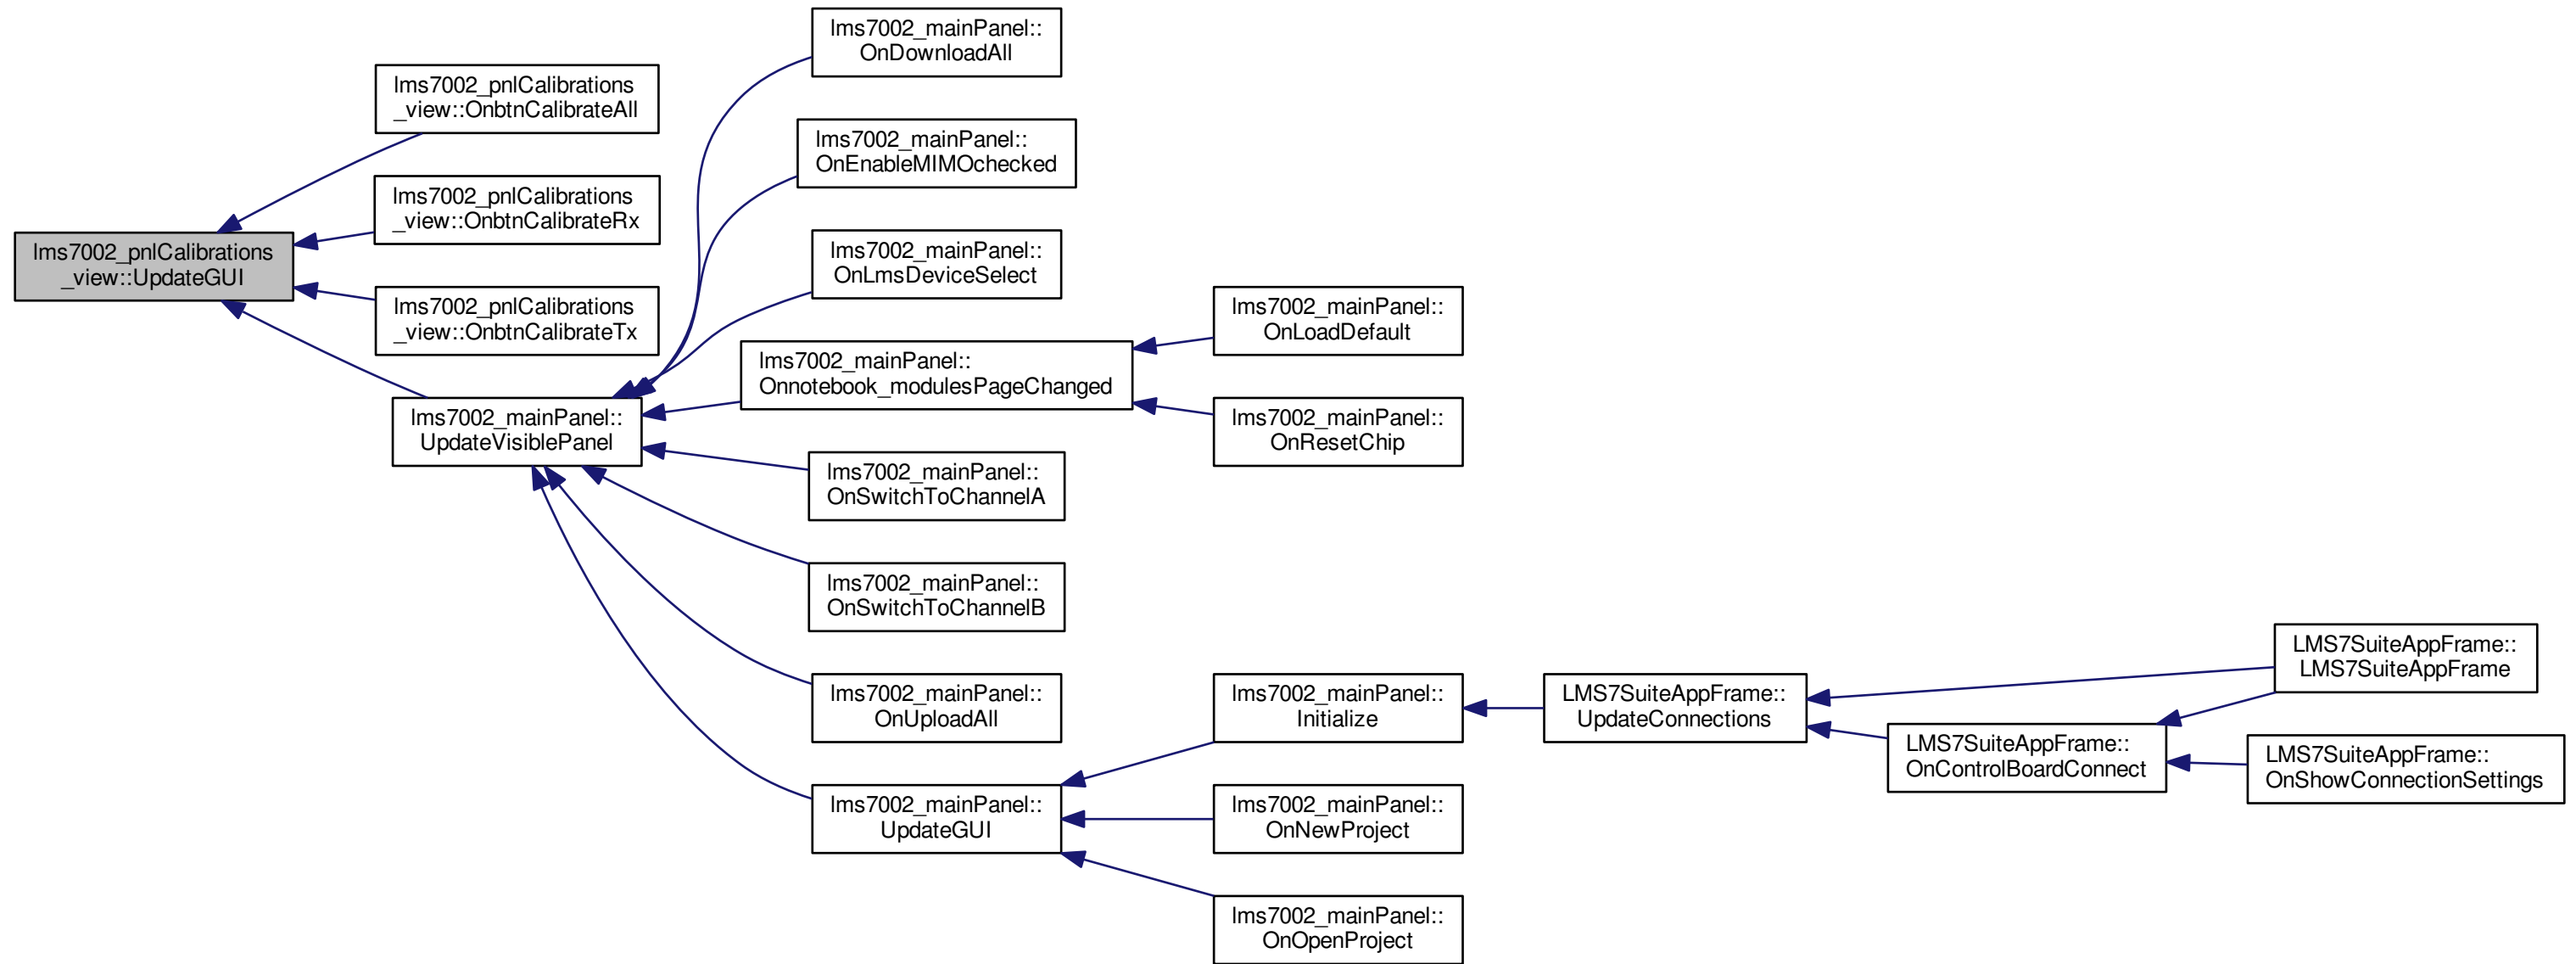 lms7002_mainPanel::
OnDownloadAll
lms7002_pnlCalibrations
_view::OnbtnCalibrateAll
lms7002_mainPanel::
OnEnableMIMOchecked
lms7002_pnlCalibrations
_view::OnbtnCalibrateRx
lms7002_pnlCalibrations
_view::UpdateGUI
lms7002_mainPanel::
OnLmsDeviceSelect
lms7002_pnlCalibrations
_view::OnbtnCalibrateTx
lms7002_mainPanel::
OnLoadDefault
lms7002_mainPanel::
Onnotebook_modulesPageChanged
lms7002_mainPanel::
UpdateVisiblePanel
lms7002_mainPanel::
OnResetChip
lms7002_mainPanel::
OnSwitchToChannelA
lms7002_mainPanel::
OnSwitchToChannelB
LMS7SuiteAppFrame::
LMS7SuiteAppFrame
lms7002_mainPanel::
OnUploadAll
lms7002_mainPanel::
Initialize
LMS7SuiteAppFrame::
UpdateConnections
LMS7SuiteAppFrame::
OnControlBoardConnect
LMS7SuiteAppFrame::
OnShowConnectionSettings
lms7002_mainPanel::
UpdateGUI
lms7002_mainPanel::
OnNewProject
lms7002_mainPanel::
OnOpenProject